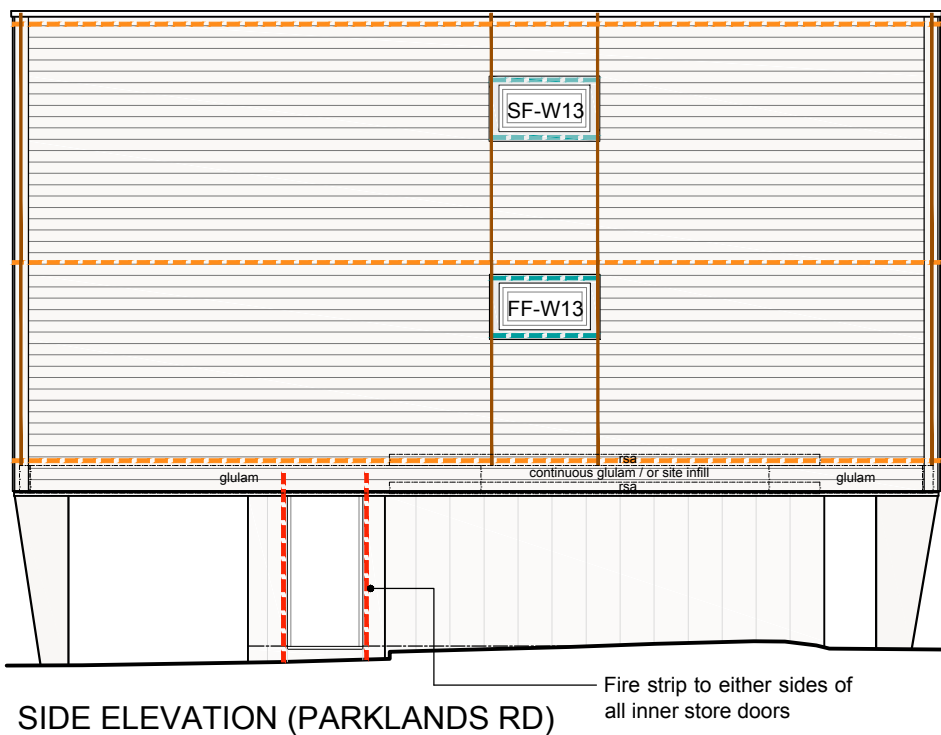 SF-W13
FF-W13
rsa
continuous glulam / or site infill
glulam
glulam
rsa
Fire strip to either sides of
all inner store doors
SIDE ELEVATION (PARKLANDS RD)